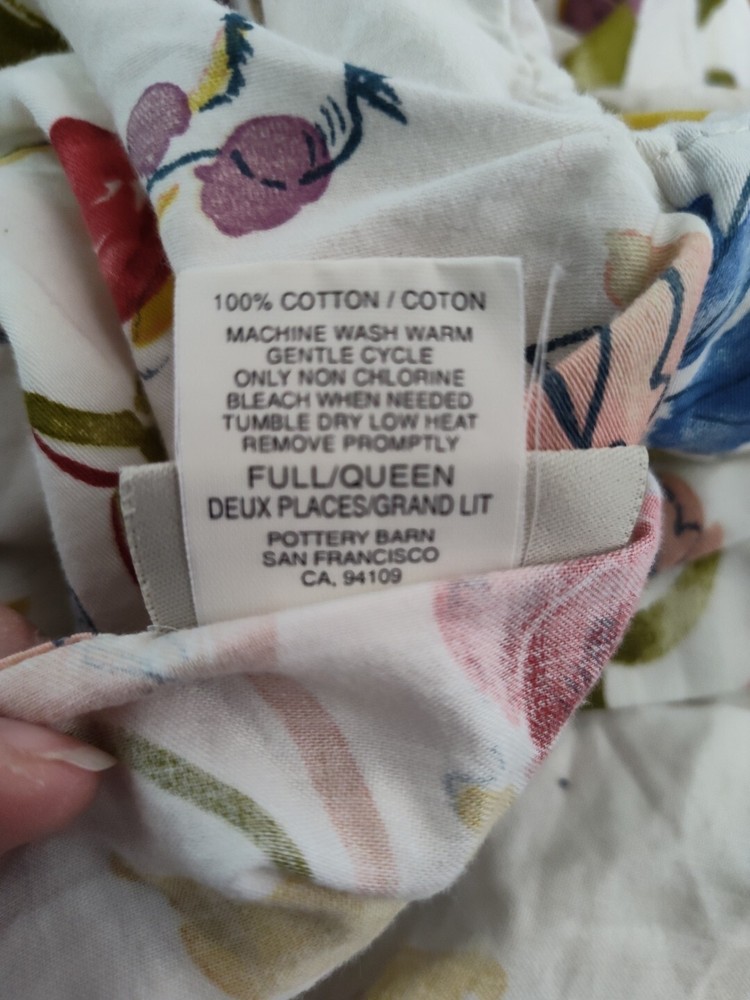 100% COTTON / COTON
MACHINE WASH WARM
GENTLE CYCLE
ONLY NON CHLORINE
BLEACH WHEN NEEDED
TUMBLE DRY LOW HEAT
REMOVE PROMPTLY
FULL/QUEEN
DEUX PLACES/GRAND LIT
POTTERY BARN
SAN FRANCISCO
CA, 94109